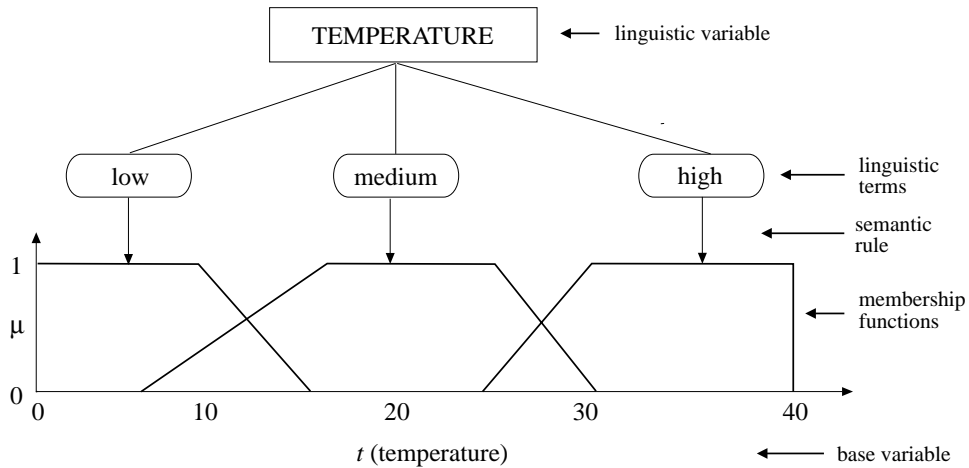 TEMPERATURE
linguistic variable
low
medium
high
linguistic
terms
semantic
rule
1
μ
membership
functions
0
0 10 20 30 40
t (temperature)
base variable